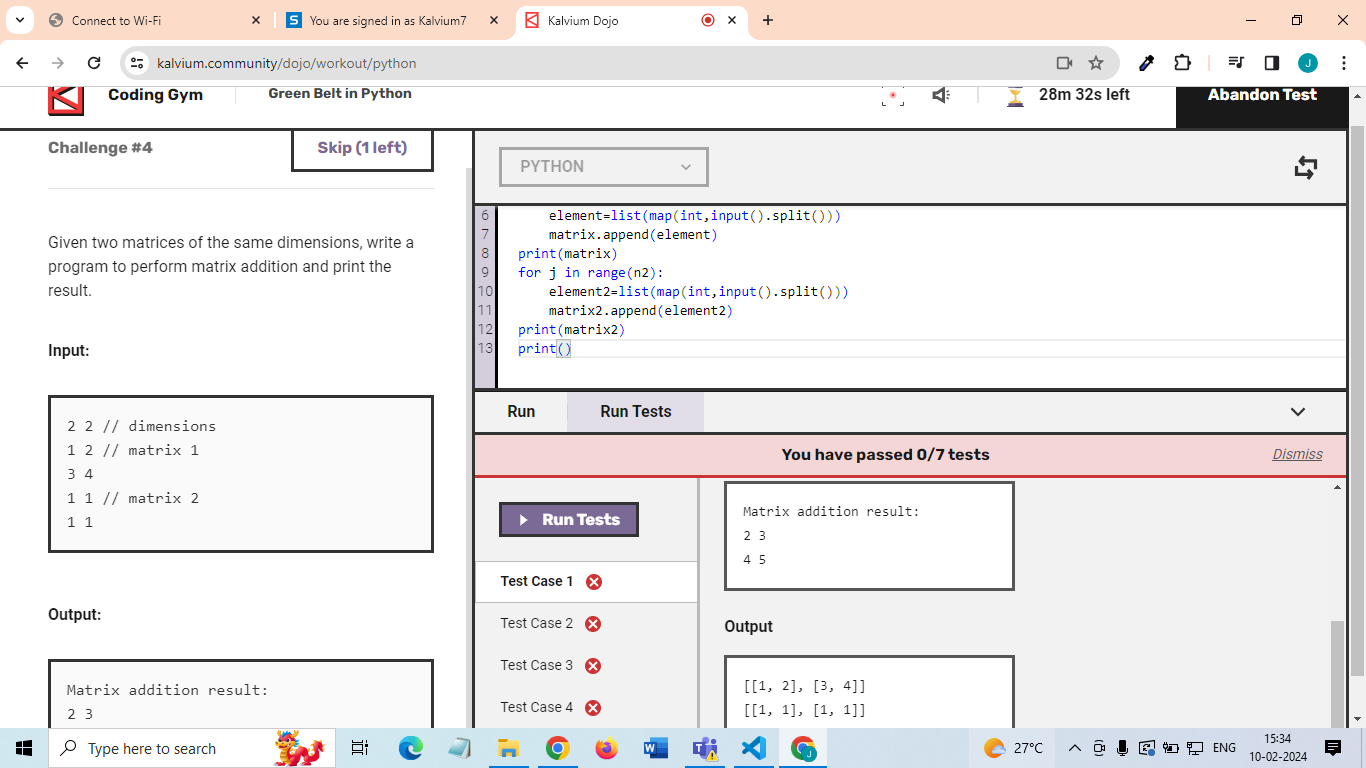 Connect to Wi-Fi
You are signed in as Kalvium7
Kalvium Dojo
kalvium.community/dojo/workout/python
J
Coding Gym
Green Belt in Python
28m 32s left
Abandon Test
Challenge #4
Skip (1 left)
Given two matrices of the same dimensions, write a
program to perform matrix addition and print the
result.
Input:
2 2 // dimensions
1 2 // matrix 1
3 4
1 1 // matrix 2
1 1
Output:
Matrix addition result:
2 3
PYTHON
6 element=list(map(int,input().split()))
7 matrix.append(element)
8 print(matrix)
9 for j in range(n2):
10 element2=list(map(int,input().split()))
11 matrix2.append(element2)
12 print(matrix2)
13 print()
Run
Run Tests
You have passed 0/7 tests
Dismiss
Run Tests
Test Case 1
Test Case 2
Test Case 3
Test Case 4
Matrix addition result:
2 3
4 5
Output
[[1, 2], [3, 4]]
[[1, 1], [1, 1]]
Type here to search
27°C
ENG
15:34
10-02-2024